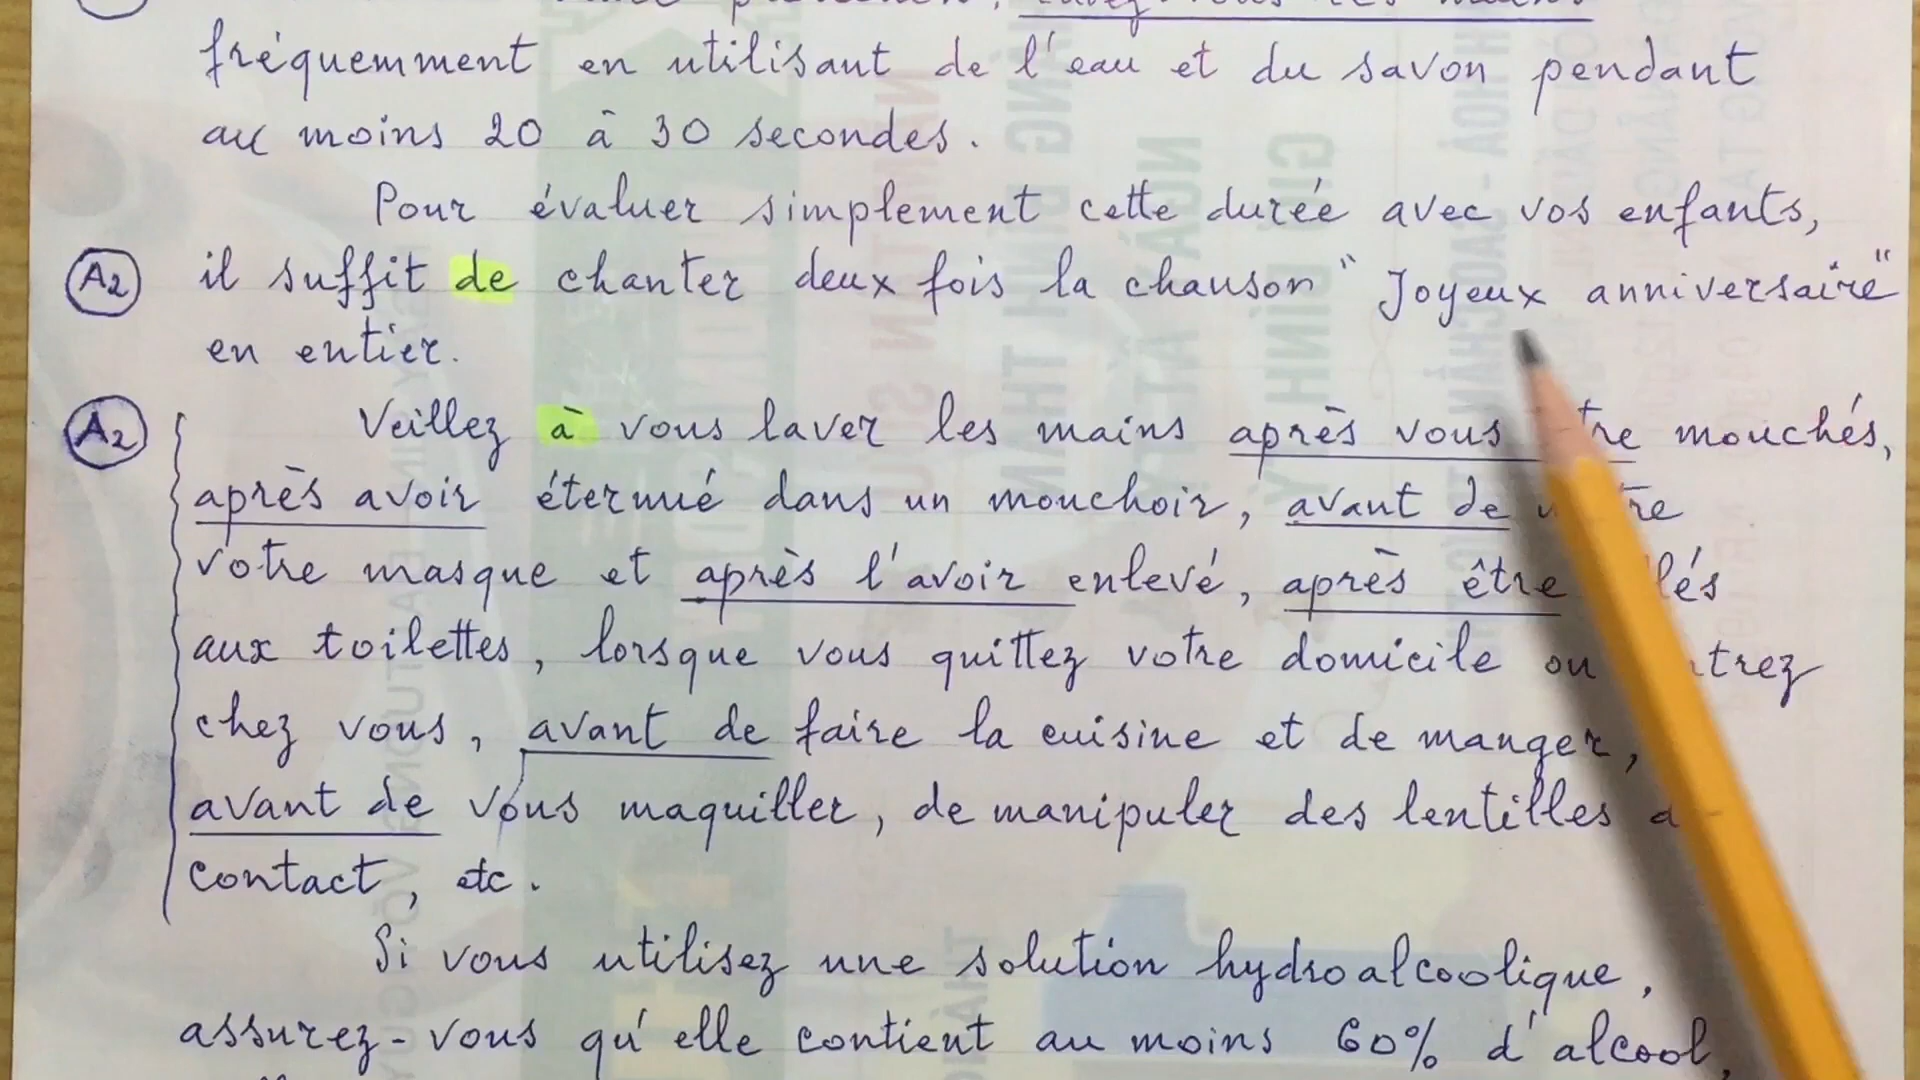 fréquemment en utilisant de l'eau et du savon pendant
au moins 20 à 30 secondes.
Pour évaluer simplement cette durée avec vos enfants,
A2 il suffit de chanter deux fois la chanson "Joyeux anniversaire"
en entier.
A2 Veillez à vous laver les mains après vous mouchés,
après avoir éternué dans un mouchoir, avant de
votre masque et après l'avoir enlevé, après être
aux toilettes, lorsque vous quittez votre domicile ou
chez vous, avant de faire la cuisine et de manger,
avant de vous maquiller, de manipuler des lentilles
contact, etc.
Si vous utilisez une solution hydroalcoolique,
assurez-vous qu'elle contient au moins 60% d'alcool,